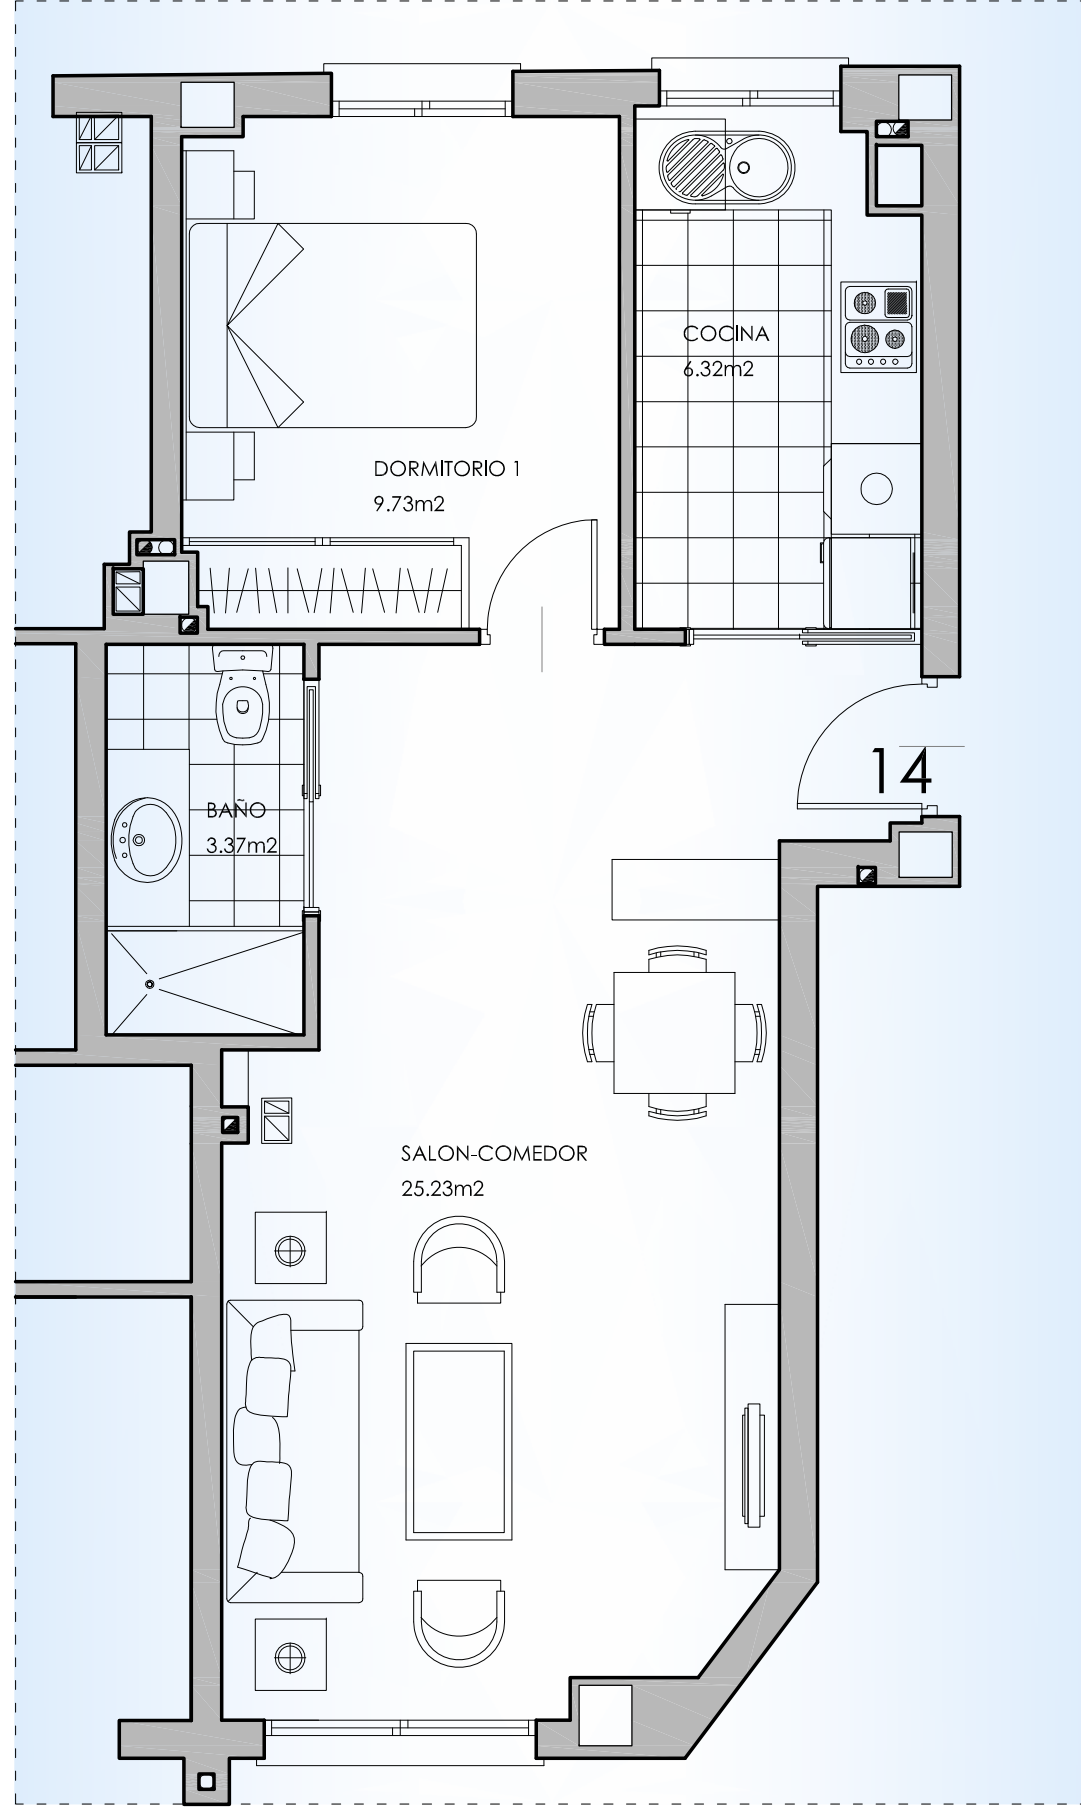 COCINA
6.32m2
DORMITORIO 1
9.73m2
14
BAÑO
3.37m2
SALON-COMEDOR
25.23m2